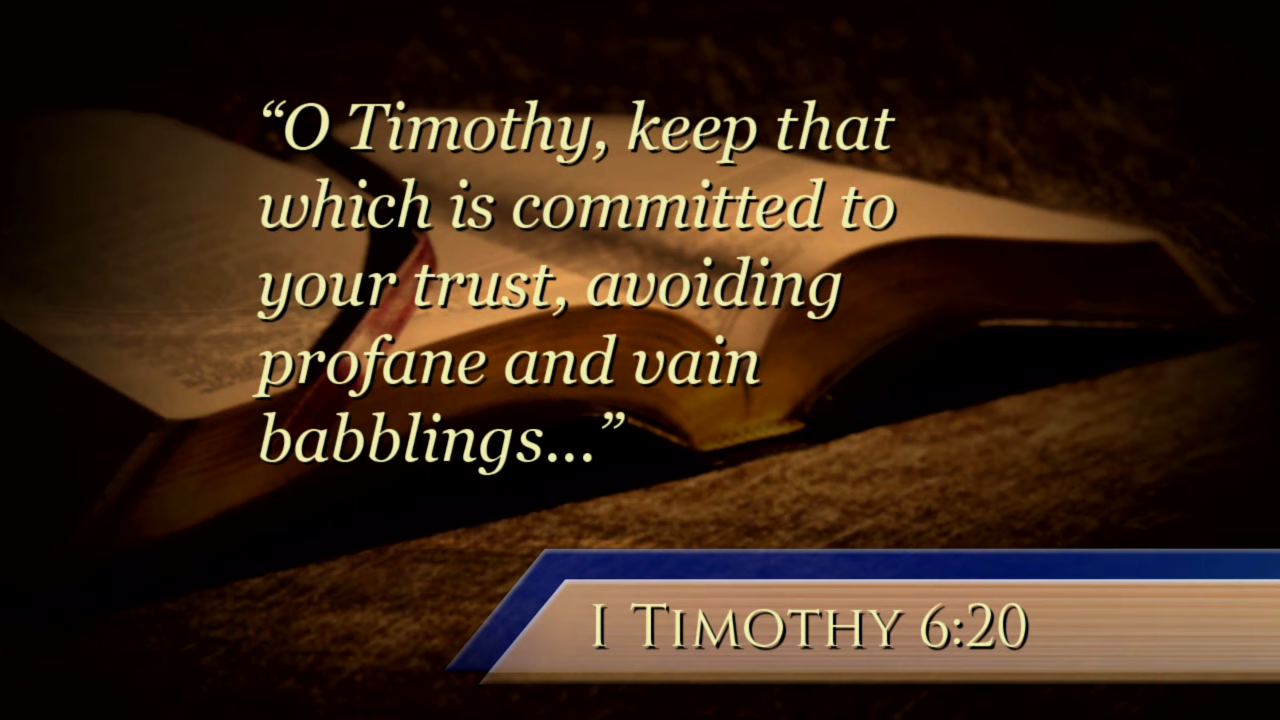 “O Timothy, keep that
which is committed to
your trust, avoiding
profane and vain
babblings...”
I Timothy 6:20